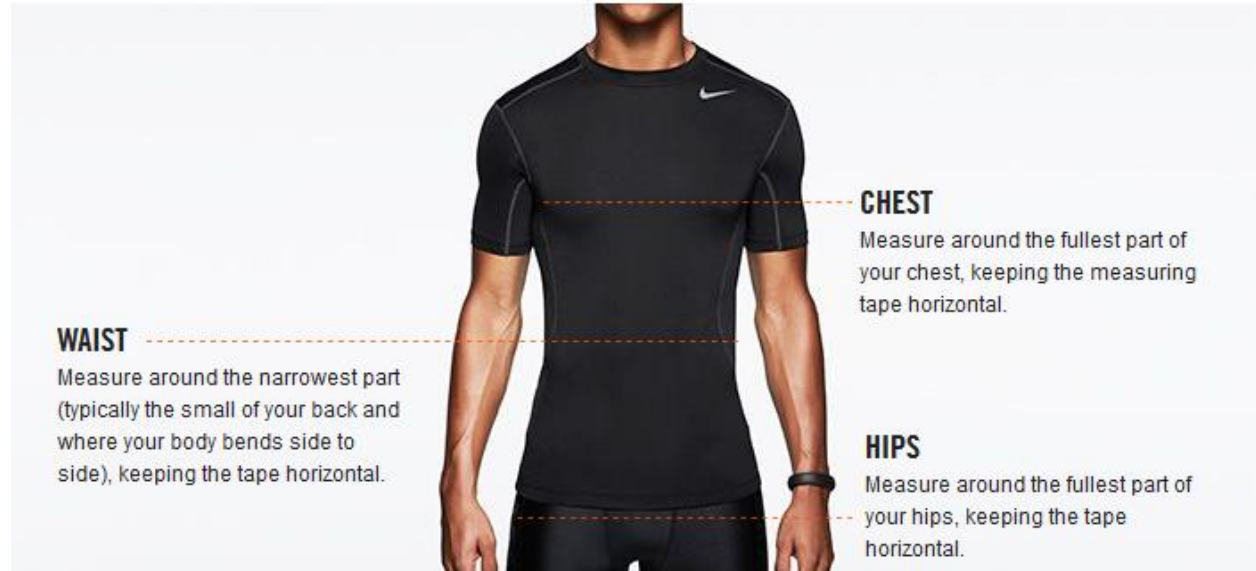 CHEST
Measure around the fullest part of
your chest, keeping the measuring
tape horizontal.
WAIST
Measure around the narrowest part
(typically the small of your back and
where your body bends side to
side), keeping the tape horizontal.
HIPS
Measure around the fullest part of
your hips, keeping the tape
horizontal.